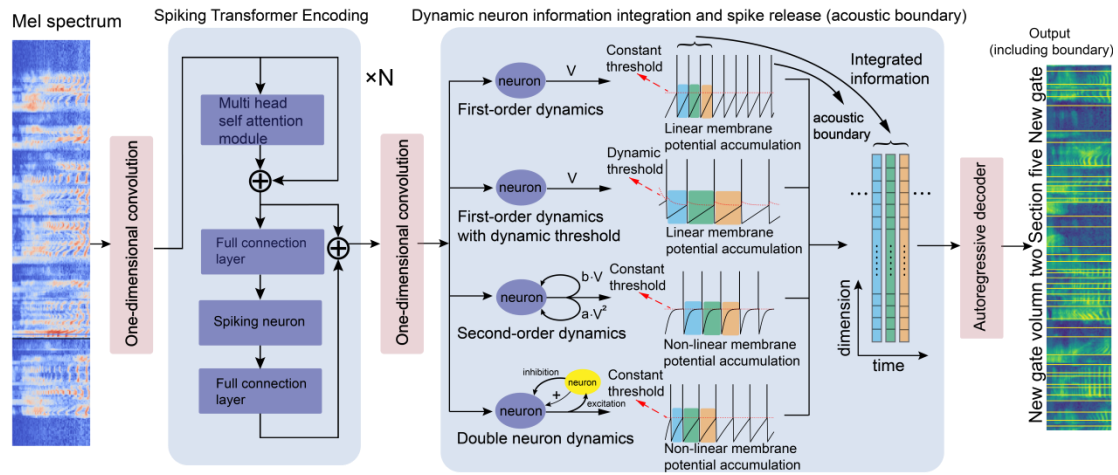 Mel spectrum
Spiking Transformer Encoding
Dynamic neuron information integration and spike release (acoustic boundary)
Output
(including boundary)
One-dimensional convolution
×N
Multi head
self attention
module
Full connection
layer
Spiking neuron
Full connection
layer
One-dimensional convolution
neuron
V
First-order dynamics
Constant
threshold
Linear membrane
potential accumulation
neuron
V
First-order dynamics
with dynamic threshold
Dynamic
threshold
Linear membrane
potential accumulation
neuron
b·V
a·V²
Second-order dynamics
Constant
threshold
Non-linear membrane
potential accumulation
neuron
inhibition
neuron
+
excitation
Double neuron dynamics
Constant
threshold
Non-linear membrane
potential accumulation
Integrated
information
acoustic
boundary
dimension
time
Autoregressive decoder
New gate volumn two Section five New gate